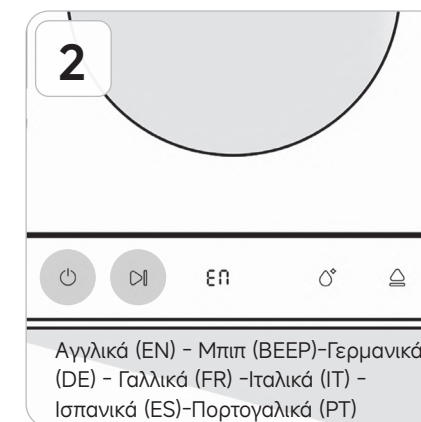 2
En
Αγγλικά (EN) - Μπιπ (BEEP)-Γερμανικά
(DE) - Γαλλικά (FR) -Ιταλικά (IT) -
Ισπανικά (ES)-Πορτογαλικά (PT)